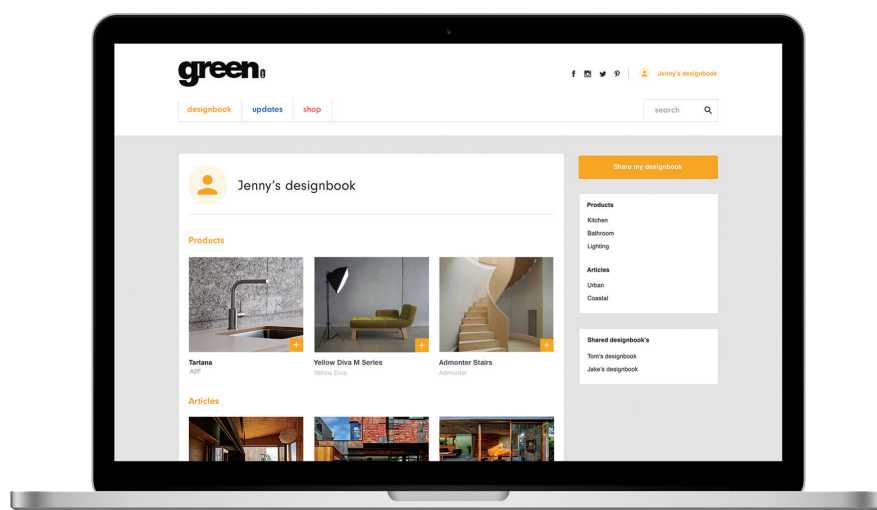 green.
Jenny's designbook
designbook updates shop
search
Jenny's designbook
Share my designbook
Products
Kitchen
Bathroom
Lighting
Articles
Urban
Coastal
Shared designbook's
Tom's designbook
Jake's designbook
Products
Tartana
A2F
Yellow Diva M Series
Yellow Diva
Admonter Stairs
Admonter
Articles